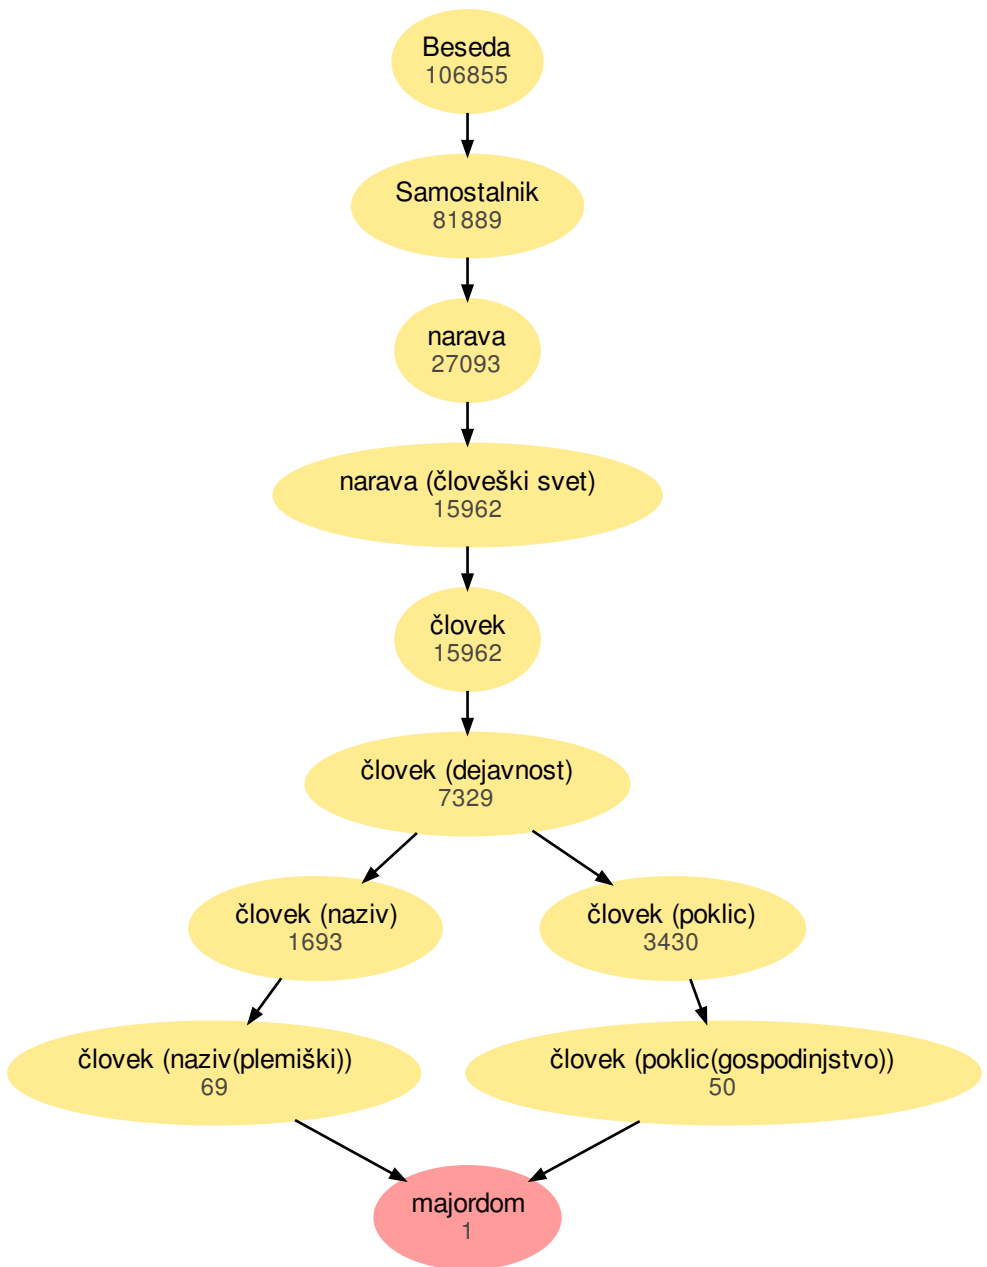 Beseda
106855
Samostalnik
81889
narava
27093
narava (človeški svet)
15962
človek
15962
človek (dejavnost)
7329
človek (naziv)
1693
človek (poklic)
3430
človek (naziv(plemiški))
69
človek (poklic(gospodinjstvo))
50
majordom
1